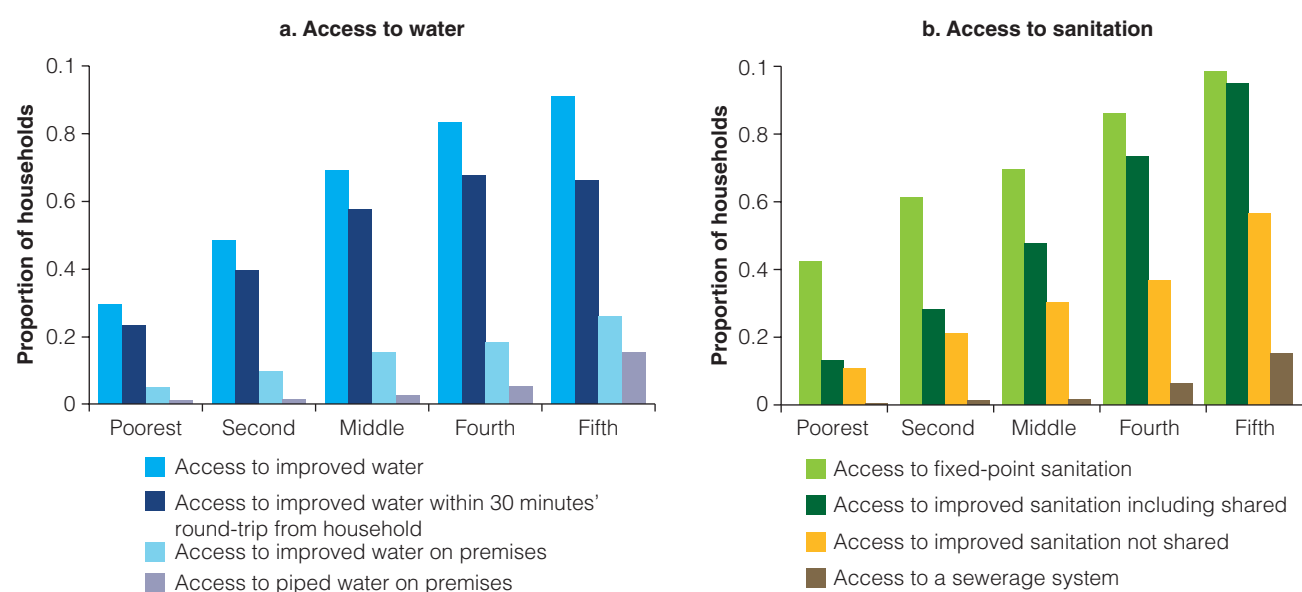 a. Access to water
Proportion of households
0.1
0.8
0.6
0.4
0.2
0
Poorest Second Middle Fourth Fifth
Access to improved water
Access to improved water within 30 minutes’
round-trip from household
Access to improved water on premises
Access to piped water on premises
b. Access to sanitation
Proportion of households
0.1
0.8
0.6
0.4
0.2
0
Poorest Second Middle Fourth Fifth
Access to fixed-point sanitation
Access to improved sanitation including shared
Access to improved sanitation not shared
Access to a sewerage system